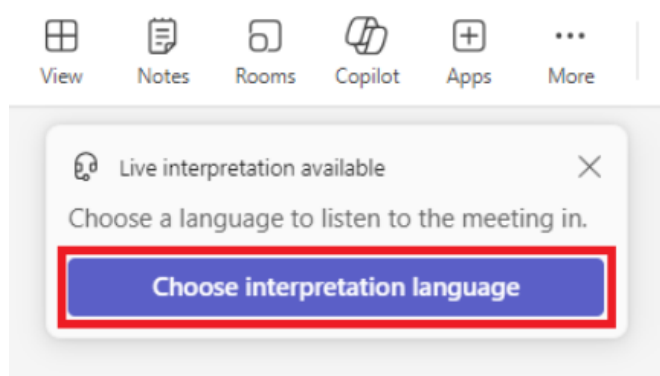 View Notes Rooms Copilot Apps More
Live interpretation available
Choose a language to listen to the meeting in.
Choose interpretation language